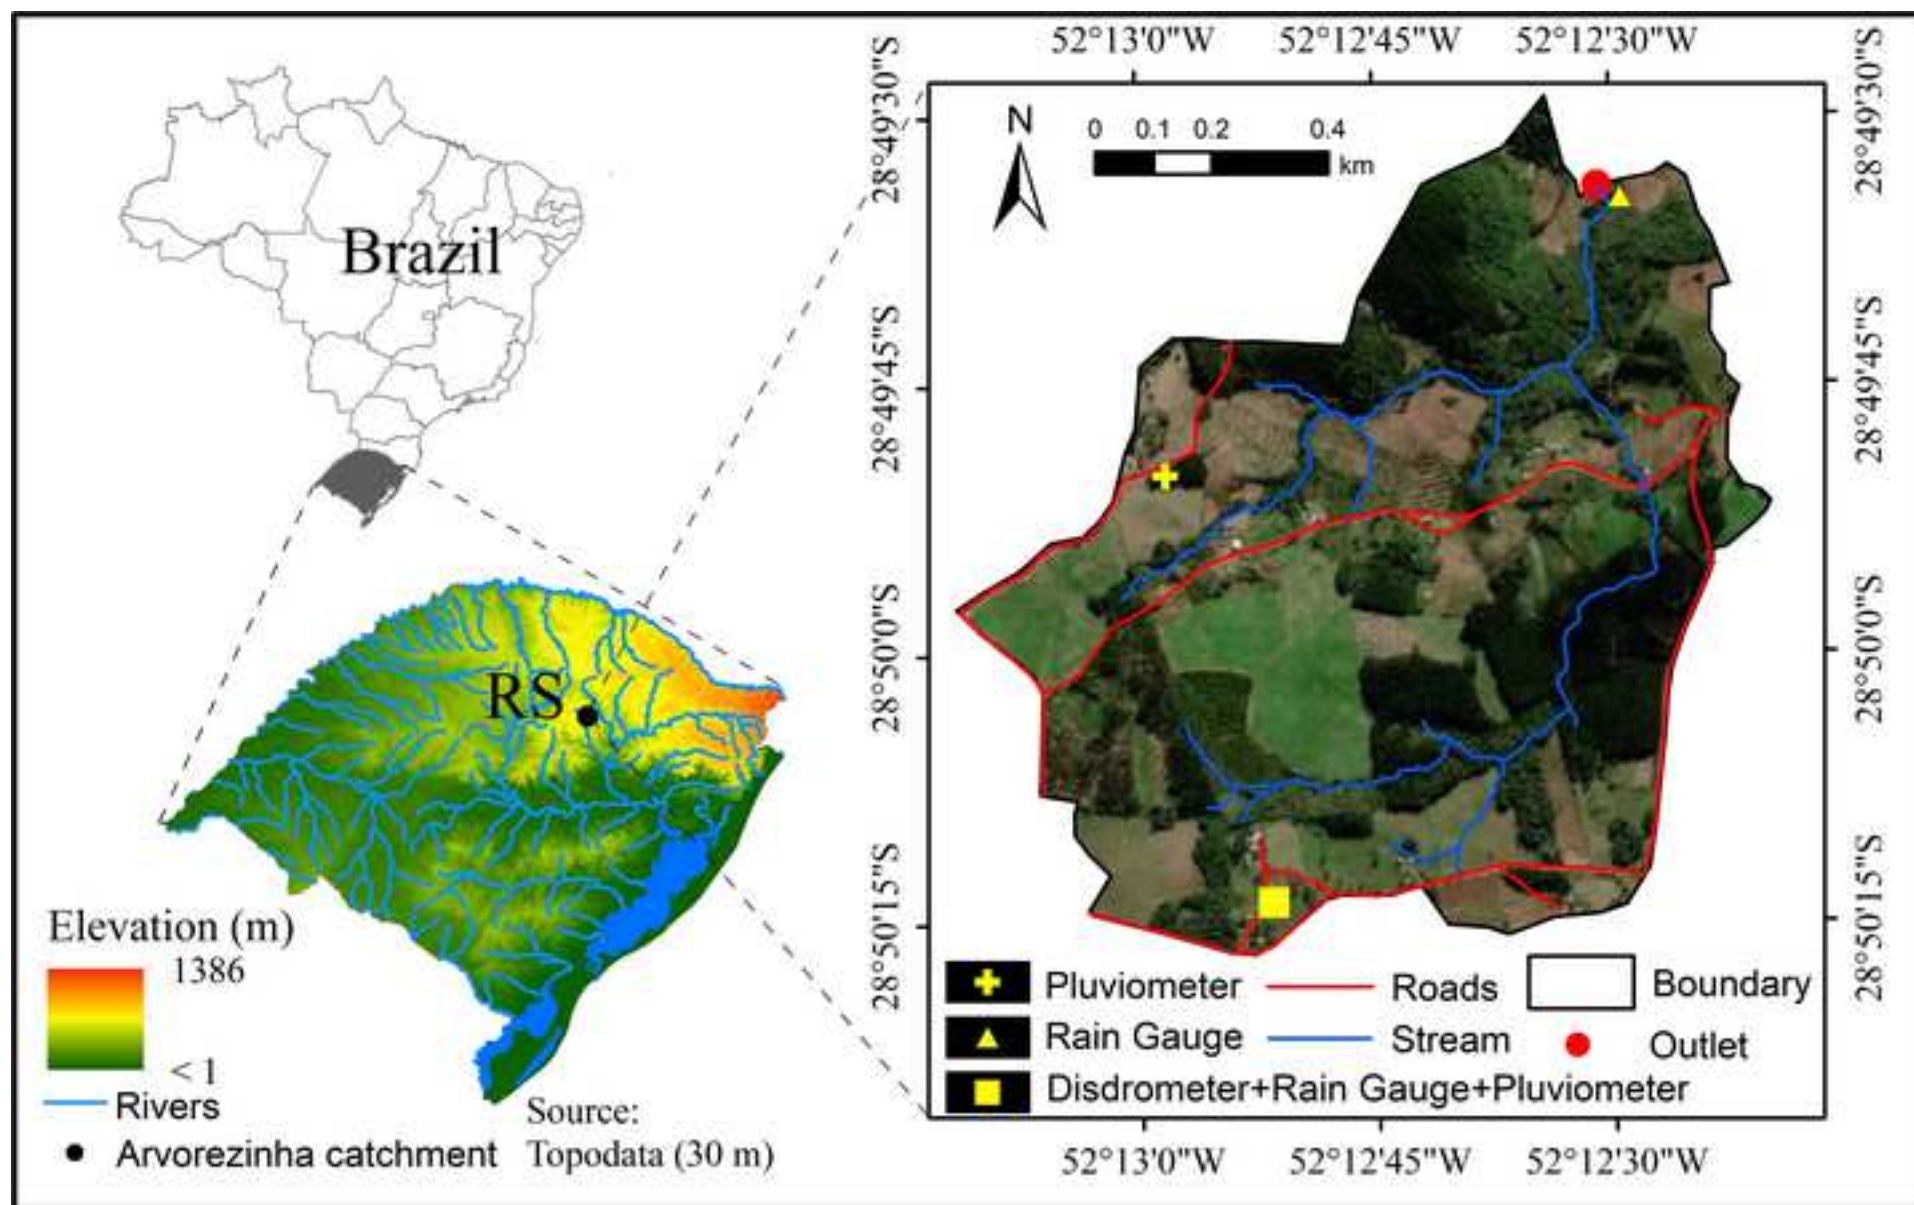 52°13'0"W 52°12'45"W 52°12'30"W
28°49'30"S
28°49'45"S
28°50'0"S
28°50'15"S
28°49'30"S
28°49'45"S
28°50'0"S
28°50'15"S
N
0 0.1 0.2 0.4
km
Brazil
RS
Elevation (m)
1386
< 1
Rivers
Arvorezinha catchment
Source:
Topodata (30 m)
Pluviometer Roads Boundary
Rain Gauge Stream Outlet
Disdrometer+Rain Gauge+Pluviometer
52°13'0"W 52°12'45"W 52°12'30"W